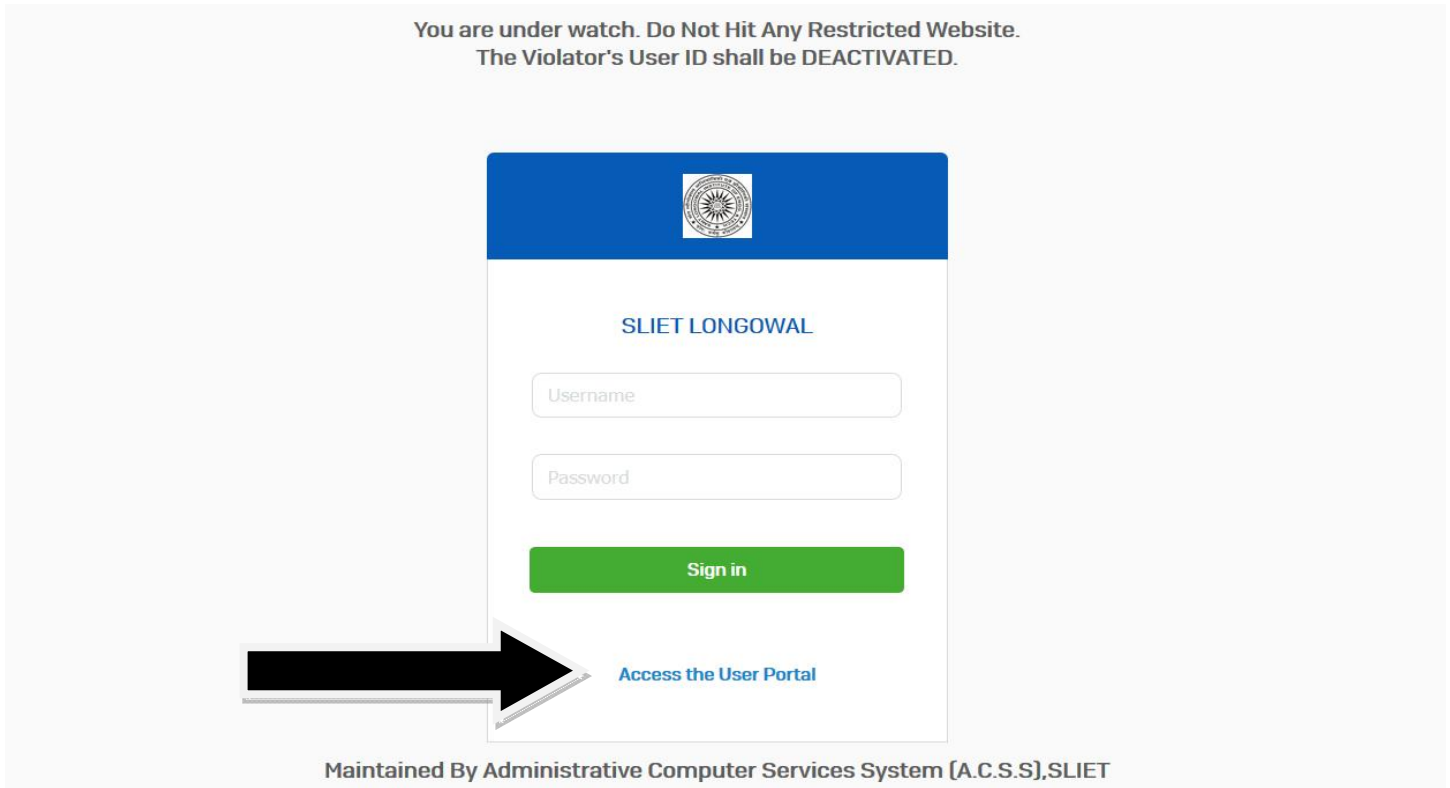 You are under watch. Do Not Hit Any Restricted Website.
The Violator's User ID shall be DEACTIVATED.
SLIET LONGOWAL
Username
Password
Sign in
Access the User Portal
Maintained By Administrative Computer Services System (A.C.S.S),SLIET